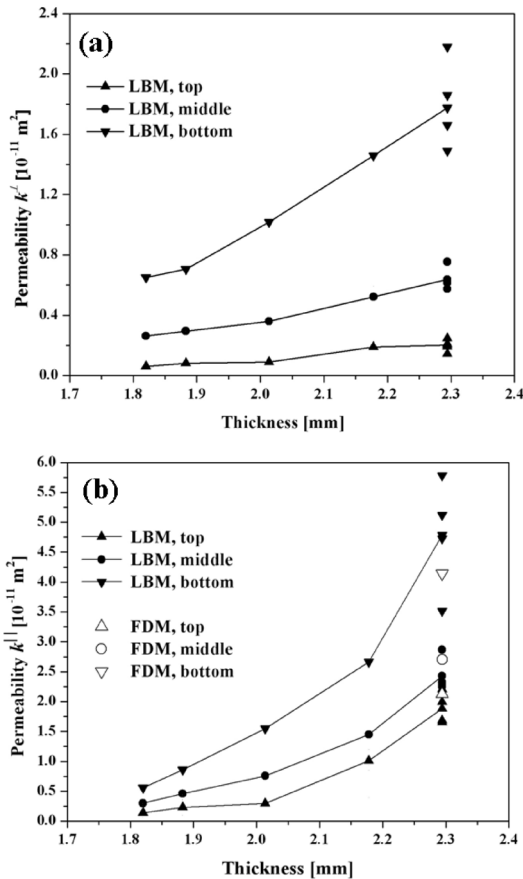 2.4
(a)
LBM, top
2.0
LBM, middle
LBM, bottom
1.6
1.2
0.8
0.4
0.0
Permeability k⊥ [10⁻¹¹ m²]
1.7 1.8 1.9 2.0 2.1 2.2 2.3 2.4
Thickness [mm]
6.0
(b)
5.5
5.0
LBM, top
4.5
LBM, middle
LBM, bottom
4.0
3.5
FDM, top
3.0
FDM, middle
2.5
FDM, bottom
2.0
1.5
1.0
0.5
0.0
Permeability k|| [10⁻¹¹ m²]
1.7 1.8 1.9 2.0 2.1 2.2 2.3 2.4
Thickness [mm]